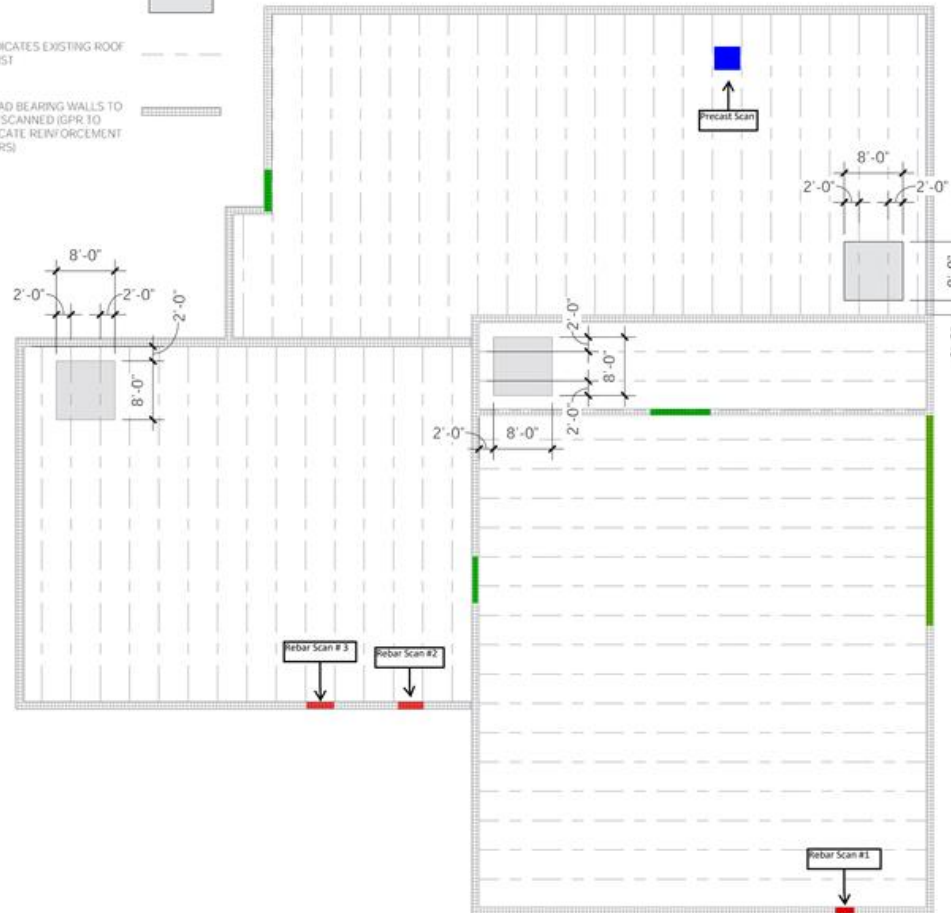 DICATES EXISTING ROOF
IST
AD BEARING WALLS TO
SCANNED (GPR TO
CATE REINFORCEMENT
RS)
Precast Scan
8'-0"
2'-0"
2'-0"
8'-0"
2'-0"
2'-0"
2'-0"
8'-0"
2'-0"
8'-0"
2'-0"
2'-0"
8'-0"
Rebar Scan # 3
Rebar Scan #2
Rebar Scan #1